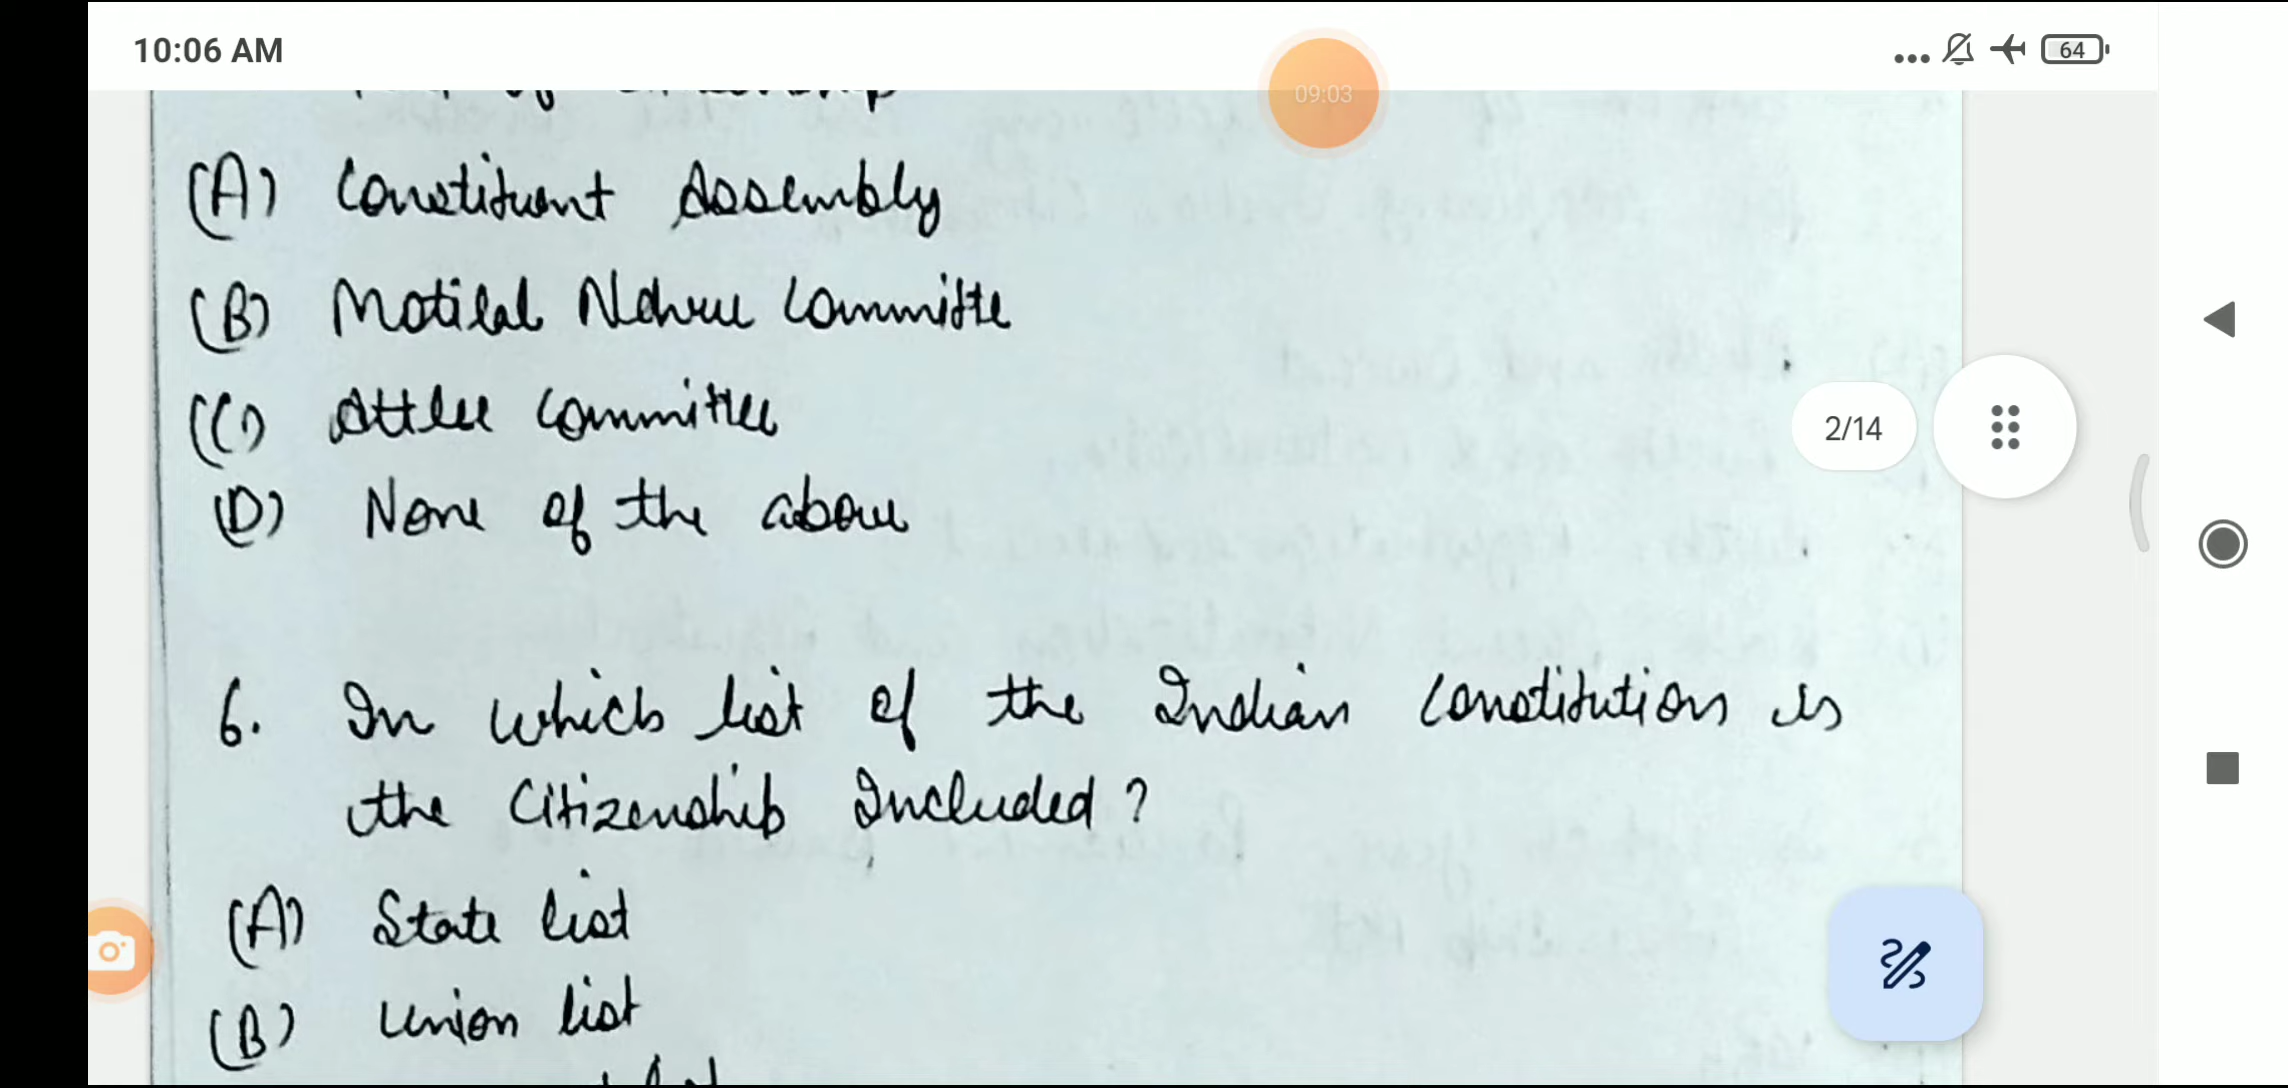 10:06 AM
09:03
64
(A) Constituent Assembly
(B) Motilal Nehru Committe
(C) Attlee Committee
(D) None of the above
2/14
6. In which list of the Indian Constitution is
the Citizenship Included?
(A) State list
(B) Union list